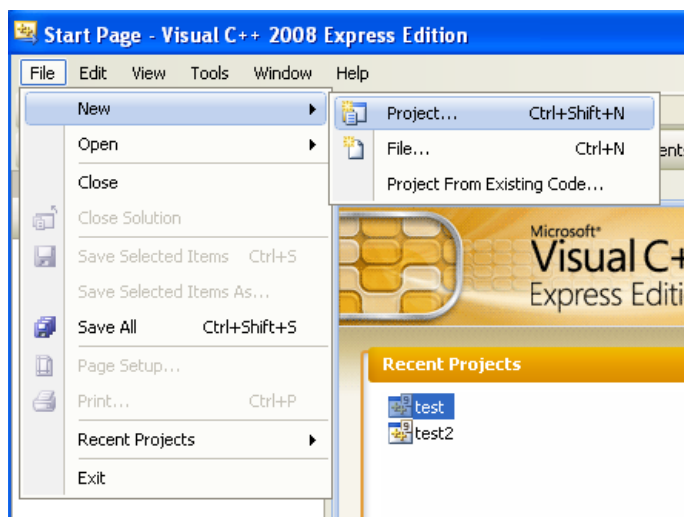 Start Page - Visual C++ 2008 Express Edition
File Edit View Tools Window Help
New
Project... Ctrl+Shift+N
Open
File... Ctrl+N
Close
Project From Existing Code...
Close Solution
Save Selected Items Ctrl+S
Save Selected Items As...
Save All Ctrl+Shift+S
Page Setup...
Print... Ctrl+P
Recent Projects
Exit
Microsoft®
Visual C+
Express Editi
Recent Projects
test
test2